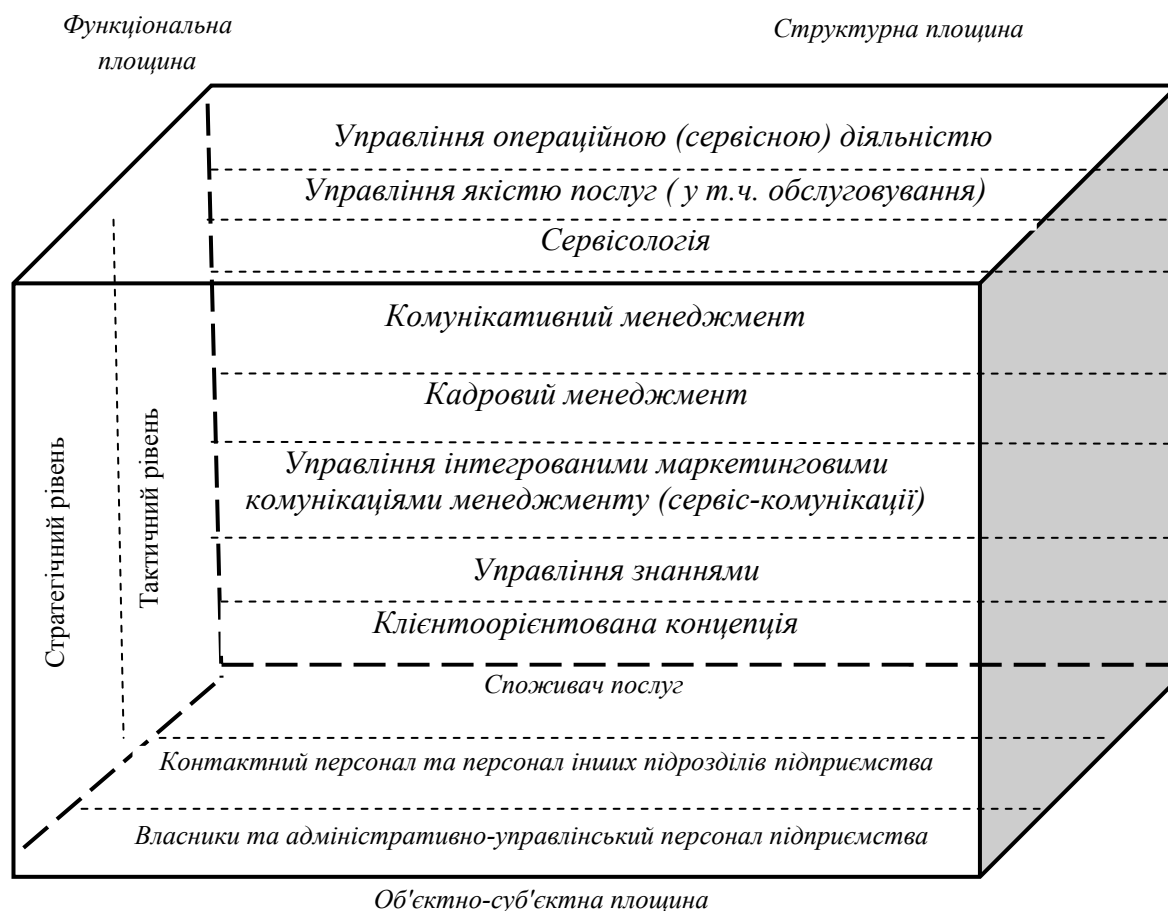 Функціональна
площина
Структурна площина
Управління операційною (сервісною) діяльністю
Управління якістю послуг ( у т.ч. обслуговування)
Сервісологія
Комунікативний менеджмент
Кадровий менеджмент
Управління інтегрованими маркетинговими
комунікаціями менеджменту (сервіс-комунікації)
Управління знаннями
Клієнтоорієнтована концепція
Стратегічний рівень
Тактичний рівень
Споживач послуг
Контактний персонал та персонал інших підрозділів підприємства
Власники та адміністративно-управлінський персонал підприємства
Об'єктно-суб'єктна площина